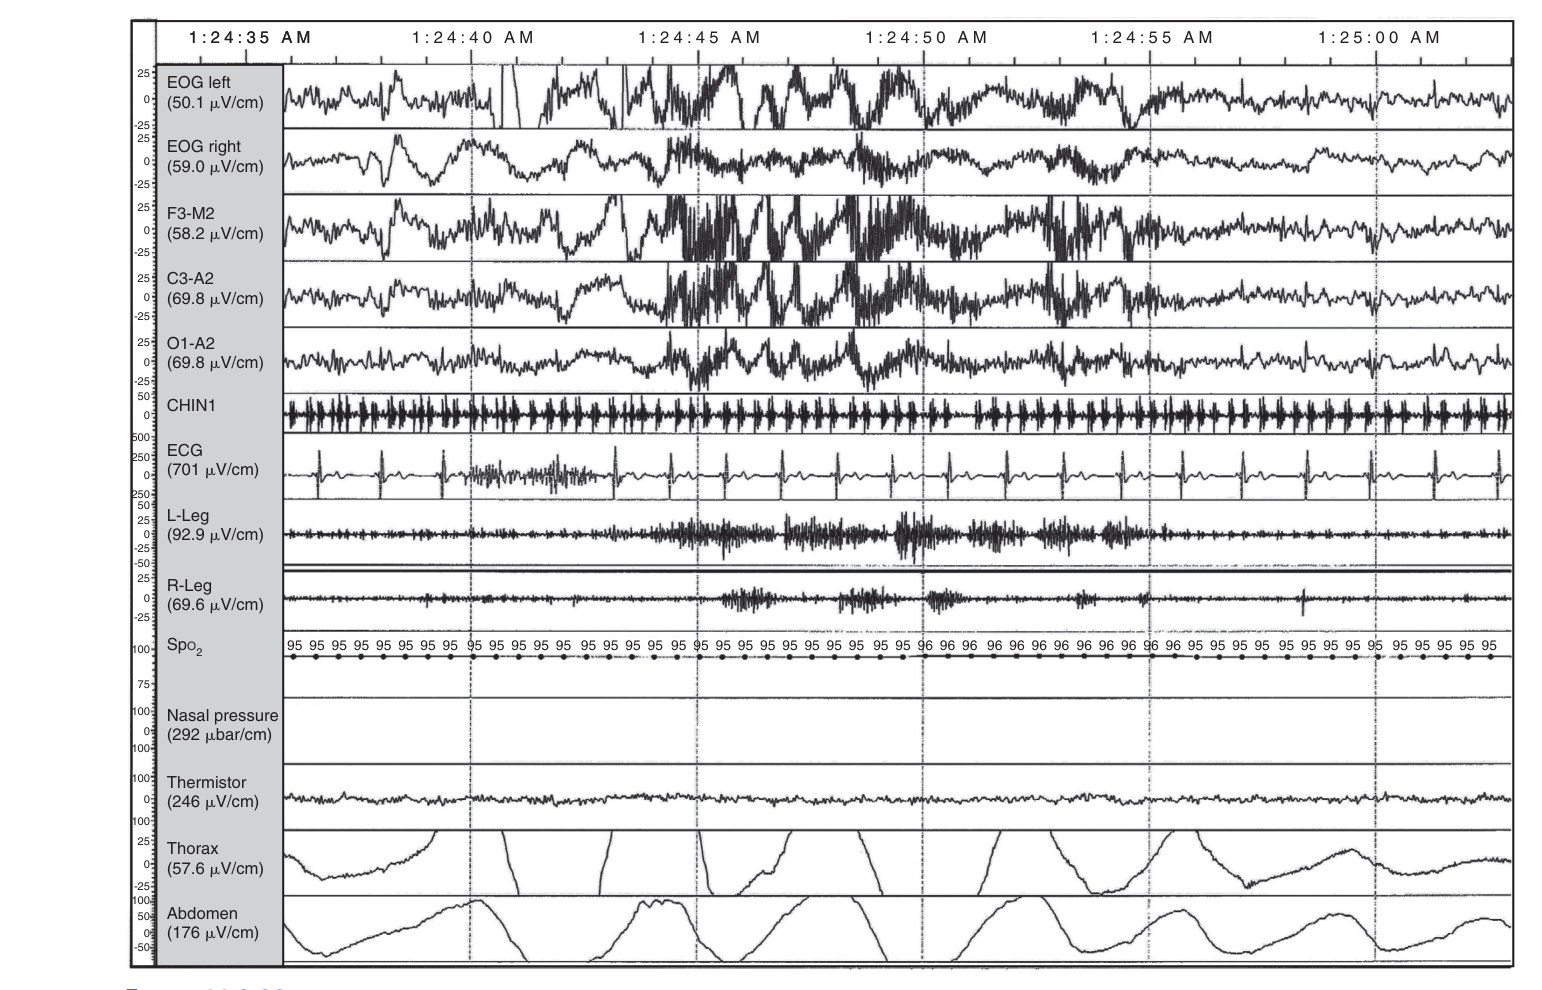 1:24:35 AM 1:24:40 AM 1:24:45 AM 1:24:50 AM 1:24:55 AM 1:25:00 AM
25
EOG left
0
(50.1 µV/cm)
-25
25
EOG right
0
(59.0 µV/cm)
-25
25
F3-M2
0
(58.2 µV/cm)
-25
25
C3-A2
0
(69.8 µV/cm)
-25
25
O1-A2
0
(69.8 µV/cm)
-25
50
CHIN1
0
500
ECG
250
(701 µV/cm)
0
250
50
L-Leg
25
0
(92.9 µV/cm)
-25
-50
25
R-Leg
0
(69.6 µV/cm)
-25
100
SpO2
95 95 95 95 95 95 95 95 95 95 95 95 95 95 95 95 95 95 95 95 95 95 95 95 95 95 95 95 96 96 96 96 96 96 96 96 96 96 96 96 95 95 95 95 95 95 95 95 95 95 95 95 95 95
75
100
Nasal pressure
0
(292 µbar/cm)
100
100
Thermistor
0
(246 µV/cm)
100
25
Thorax
0
(57.6 µV/cm)
-25
100
Abdomen
50
0
(176 µV/cm)
-50